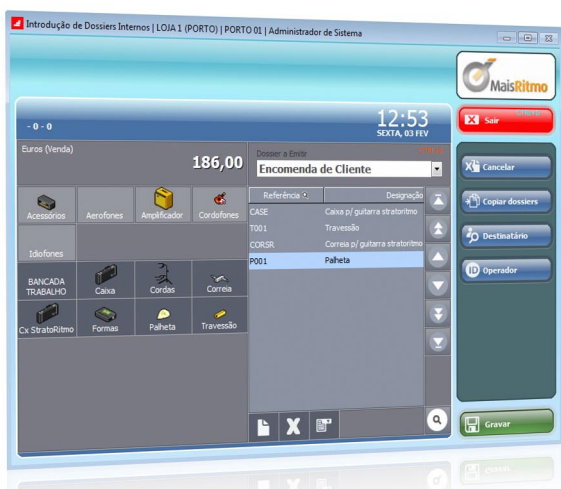 Introdução de Dossiers Internos | LOJA 1 (PORTO) | PORTO 01 | Administrador de Sistema
MaisRitmo
- 0 - 0
12:53
SEXTA, 03 FEV
Sair
Euros (Venda)
186,00
Dossier a Emitir
Encomenda de Cliente
Cancelar
Copiar dossiers
Destinatário
ID Operador
Referência
Designação
CASE
Caixa p/ guitarra stratoritmo
T001
Travessão
CORSR
Correia p/ guitarra stratoritmo
P001
Palheta
Acessórios
Aerofones
Amplificador
Cordofones
Idiofones
BANCADA
TRABALHO
Caixa
Cordas
Correia
Cx StratoRitmo
Formas
Palheta
Travessão
Gravar